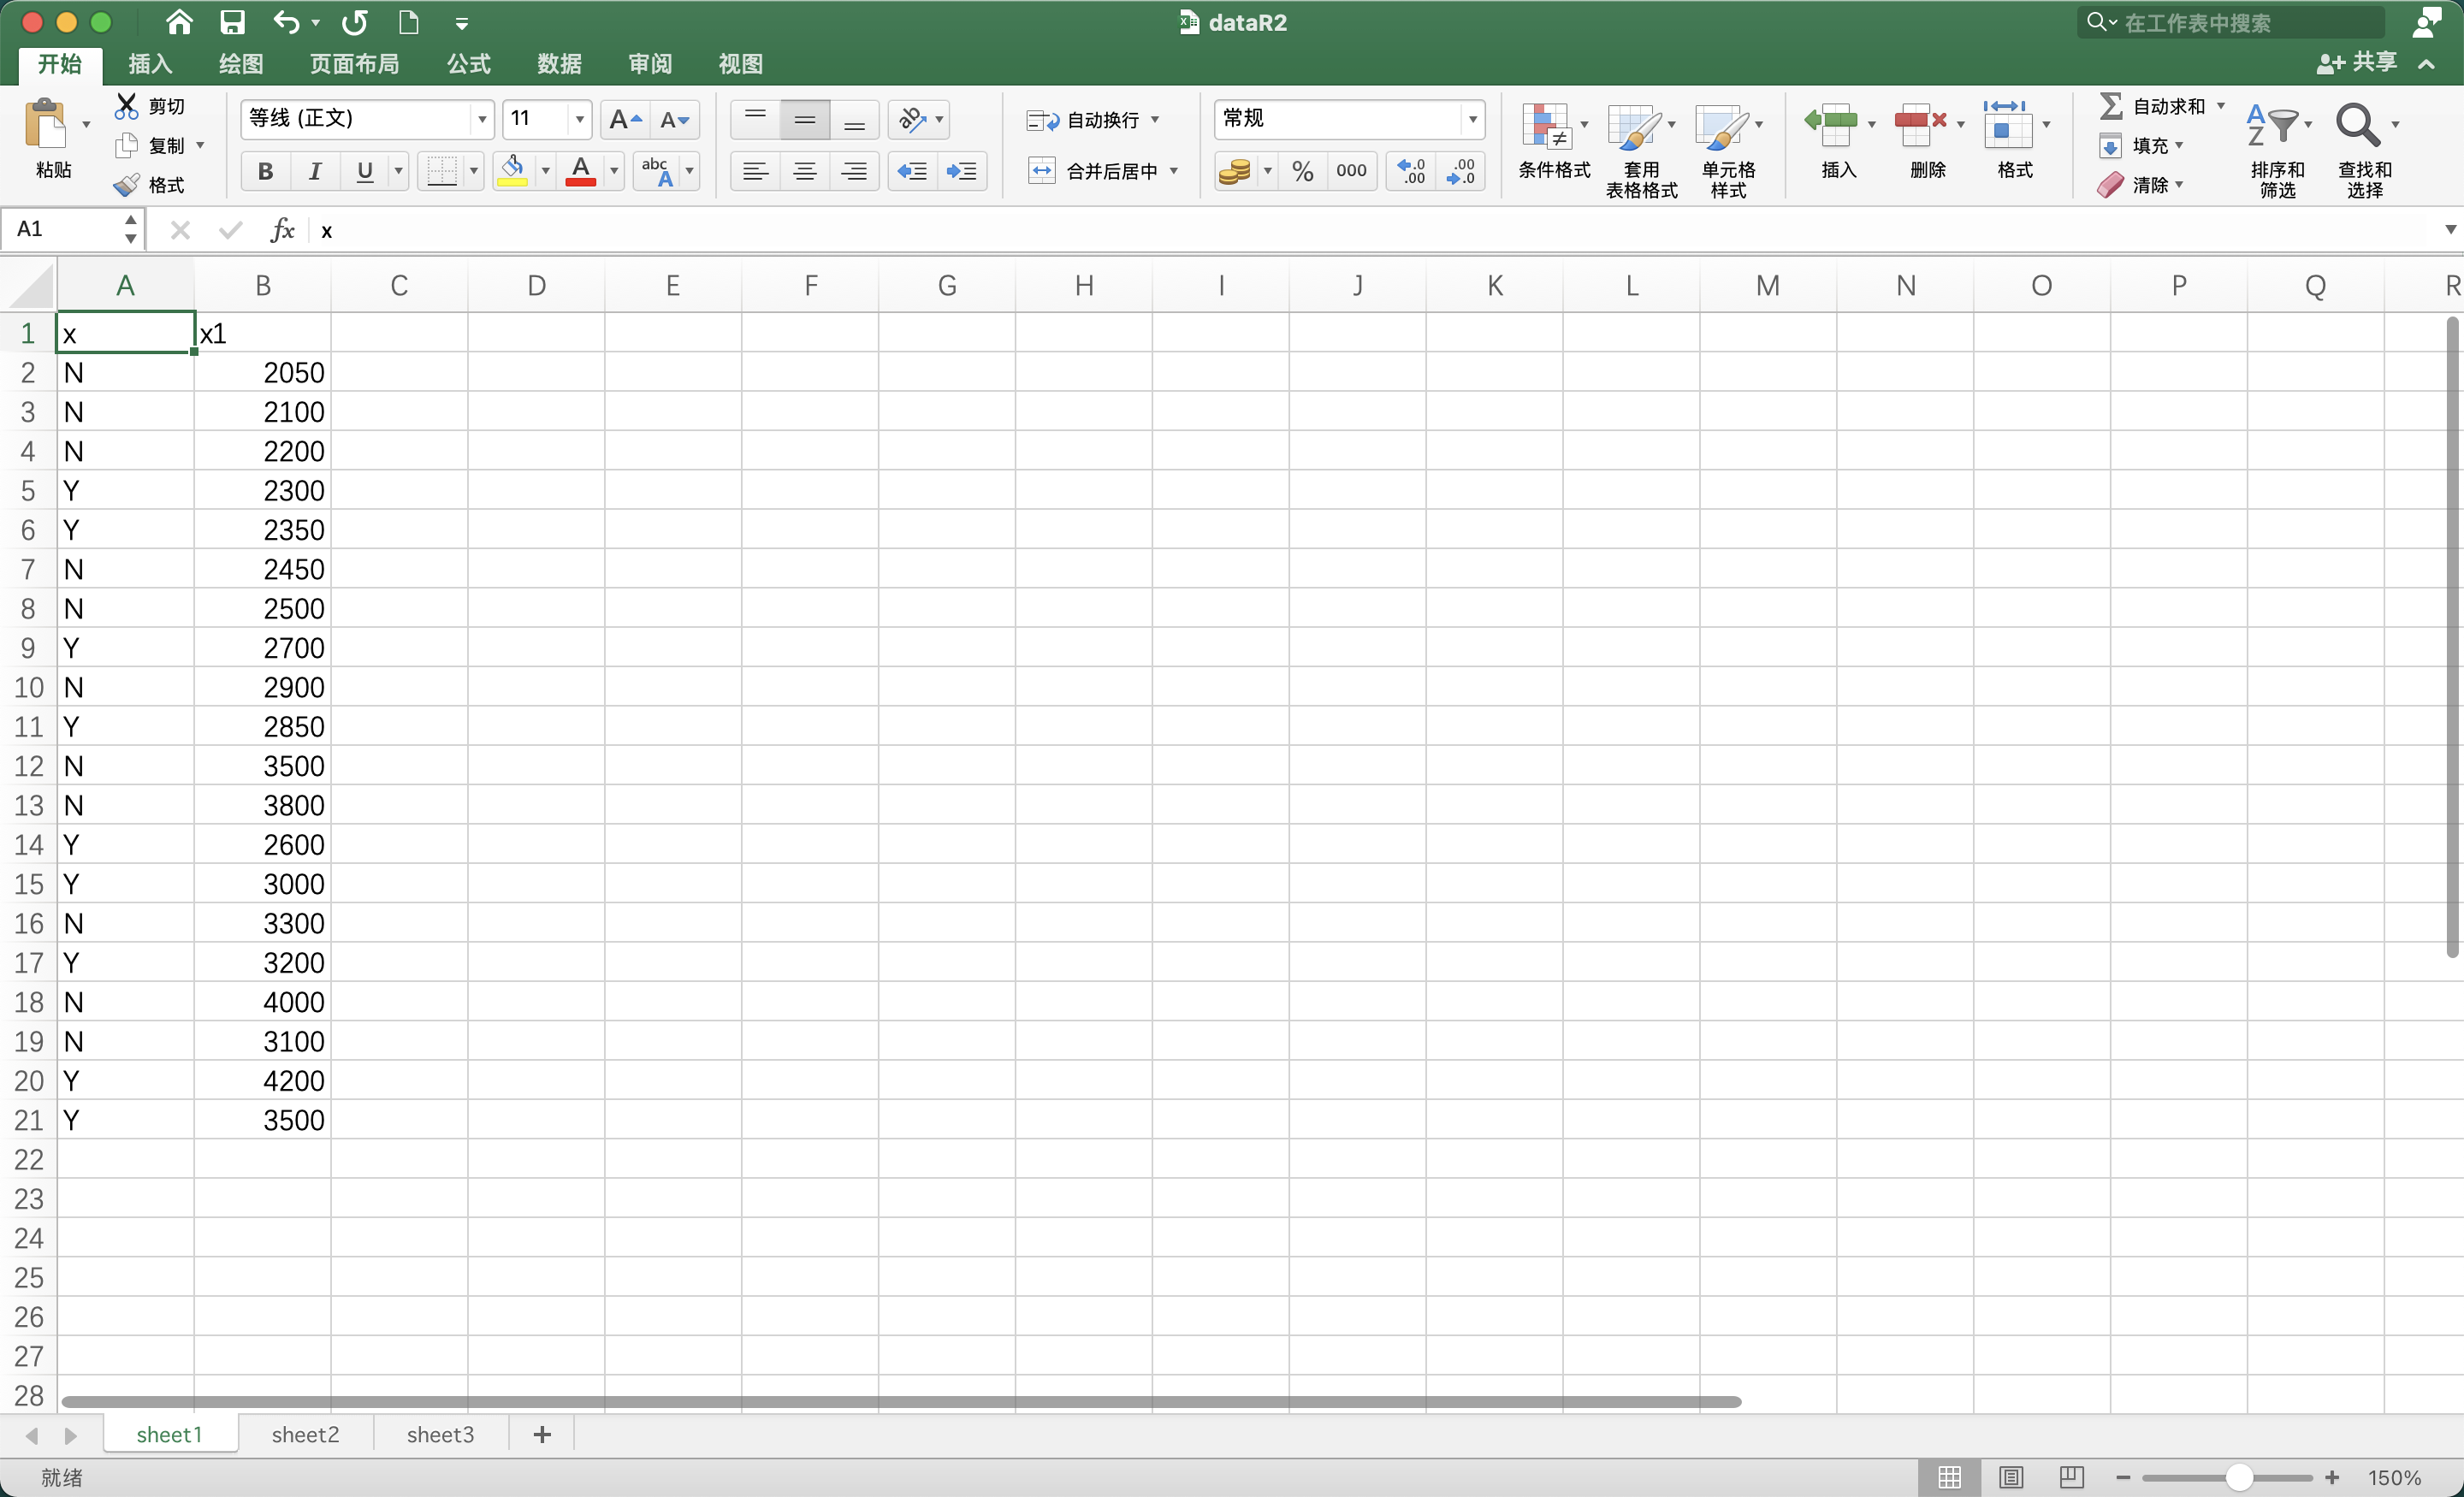 dataR2
在工作表中搜索
开始 插入 绘图 页面布局 公式 数据 审阅 视图
共享
粘贴
剪切
复制
格式
等线 (正文) 11 A A
B I U A abc A
ab
自动换行
合并后居中
常规
% 000 .0 .00 .00 .0
条件格式
套用
表格格式
单元格
样式
插入
删除
格式
自动求和
填充
清除
A
Z
排序和
筛选
查找和
选择
A1 fx x
A B C D E F G H I J K L M N O P Q R
1 x x1
2 N 2050
3 N 2100
4 N 2200
5 Y 2300
6 Y 2350
7 N 2450
8 N 2500
9 Y 2700
10 N 2900
11 Y 2850
12 N 3500
13 N 3800
14 Y 2600
15 Y 3000
16 N 3300
17 Y 3200
18 N 4000
19 N 3100
20 Y 4200
21 Y 3500
22
23
24
25
26
27
28
sheet1 sheet2 sheet3 +
就绪
150%